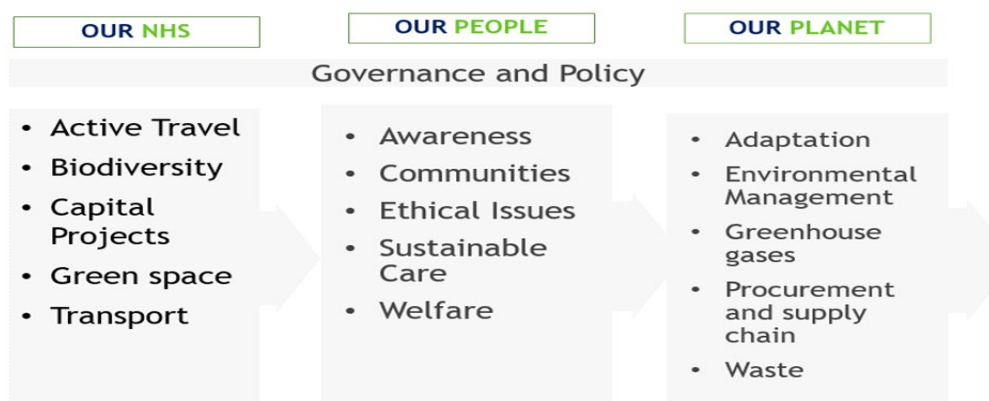 OUR NHS
OUR PEOPLE
OUR PLANET
Governance and Policy
• Active Travel
• Biodiversity
• Capital
Projects
• Green space
• Transport
• Awareness
• Communities
• Ethical Issues
• Sustainable
Care
• Welfare
• Adaptation
• Environmental
Management
• Greenhouse
gases
• Procurement
and supply
chain
• Waste